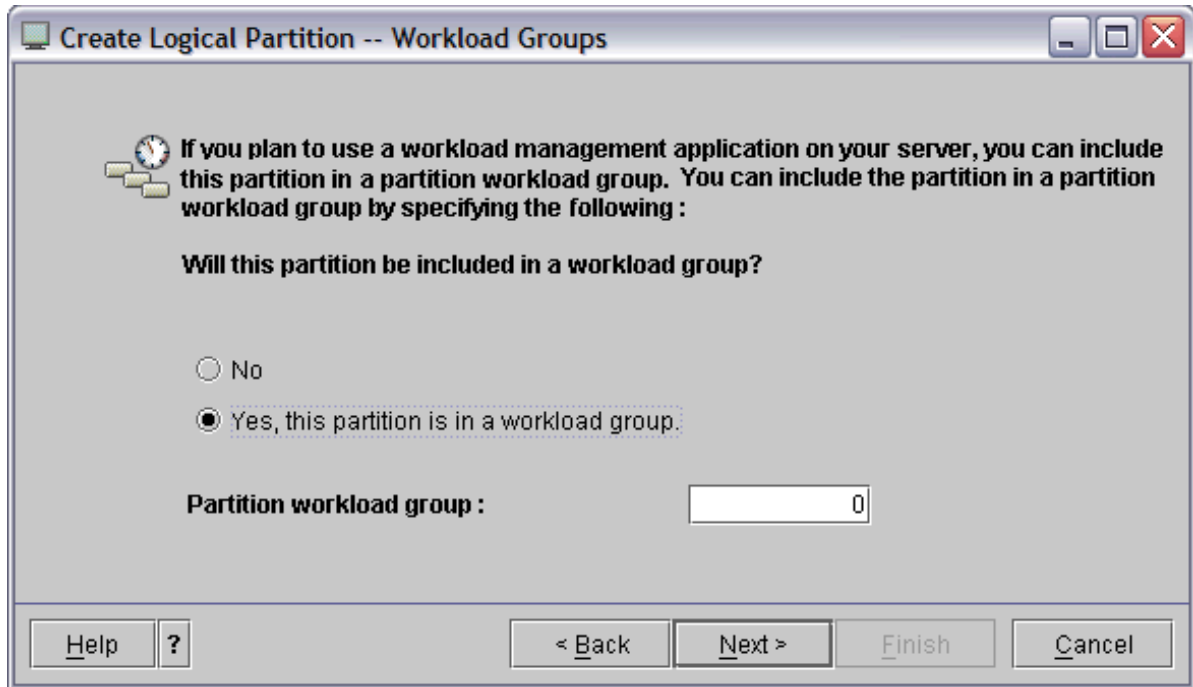 Create Logical Partition -- Workload Groups
If you plan to use a workload management application on your server, you can include
this partition in a partition workload group. You can include the partition in a partition
workload group by specifying the following :
Will this partition be included in a workload group?
No
Yes, this partition is in a workload group.
Partition workload group : 0
Help ? < Back Next > Finish Cancel